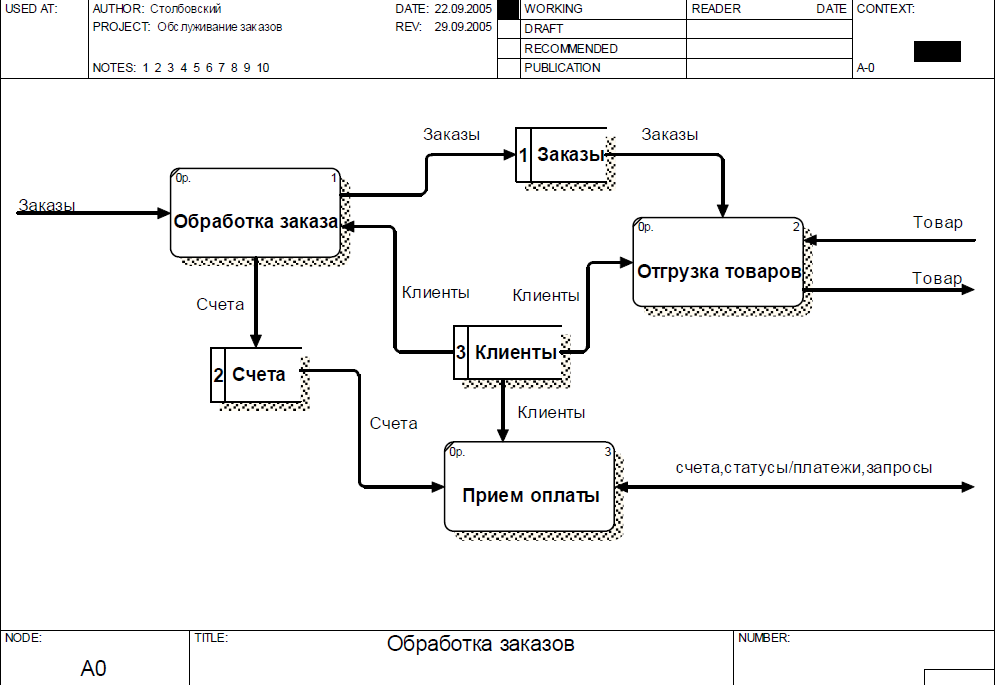 USED AT:
AUTHOR: Столбовский
DATE: 22.09.2005
PROJECT: Обслуживание заказов
REV: 29.09.2005
NOTES: 1 2 3 4 5 6 7 8 9 10
WORKING
DRAFT
RECOMMENDED
PUBLICATION
READER DATE
CONTEXT:
A-0
Заказы
0р. 1
Обработка заказа
Заказы
1 Заказы
Заказы
0р. 2
Отгрузка товаров
Товар
Товар
Счета
Клиенты
Клиенты
2 Счета
3 Клиенты
Счета
Клиенты
0р. 3
Прием оплаты
счета,статусы/платежи,запросы
NODE:
A0
TITLE:
Обработка заказов
NUMBER: